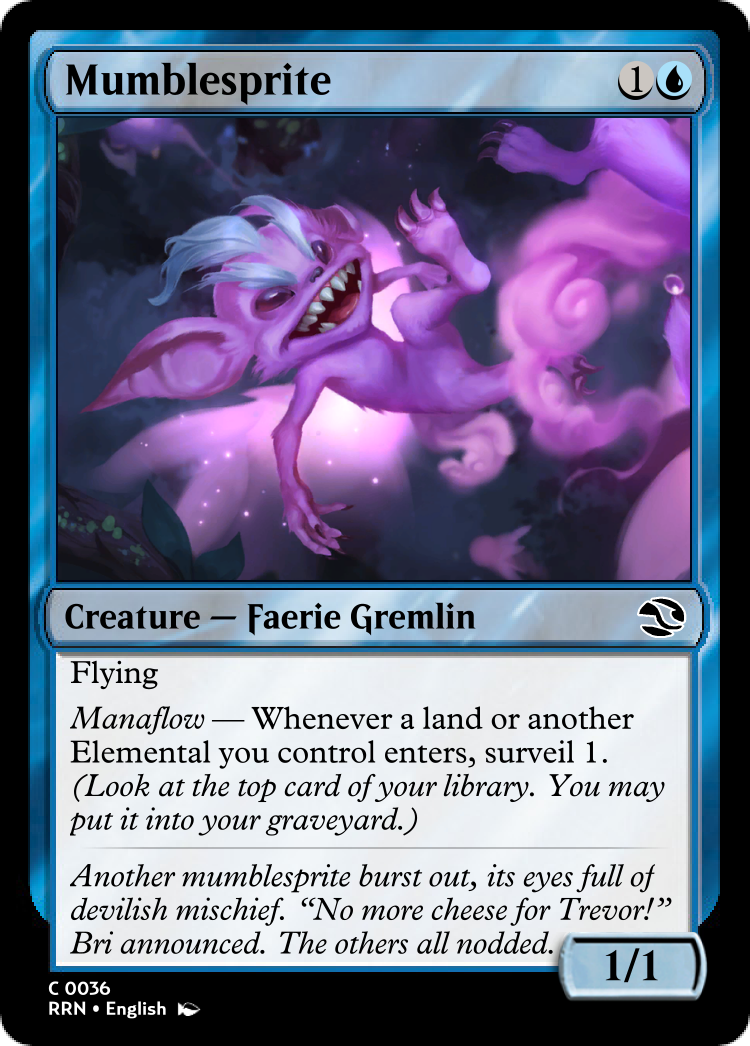 Mumblesprite 1
Creature — Faerie Gremlin
Flying
Manaflow — Whenever a land or another
Elemental you control enters, surveil 1.
(Look at the top card of your library. You may
put it into your graveyard.)
Another mumblesprite burst out, its eyes full of
devilish mischief. “No more cheese for Trevor!”
Bri announced. The others all nodded.
1/1
C 0036
RRN • English